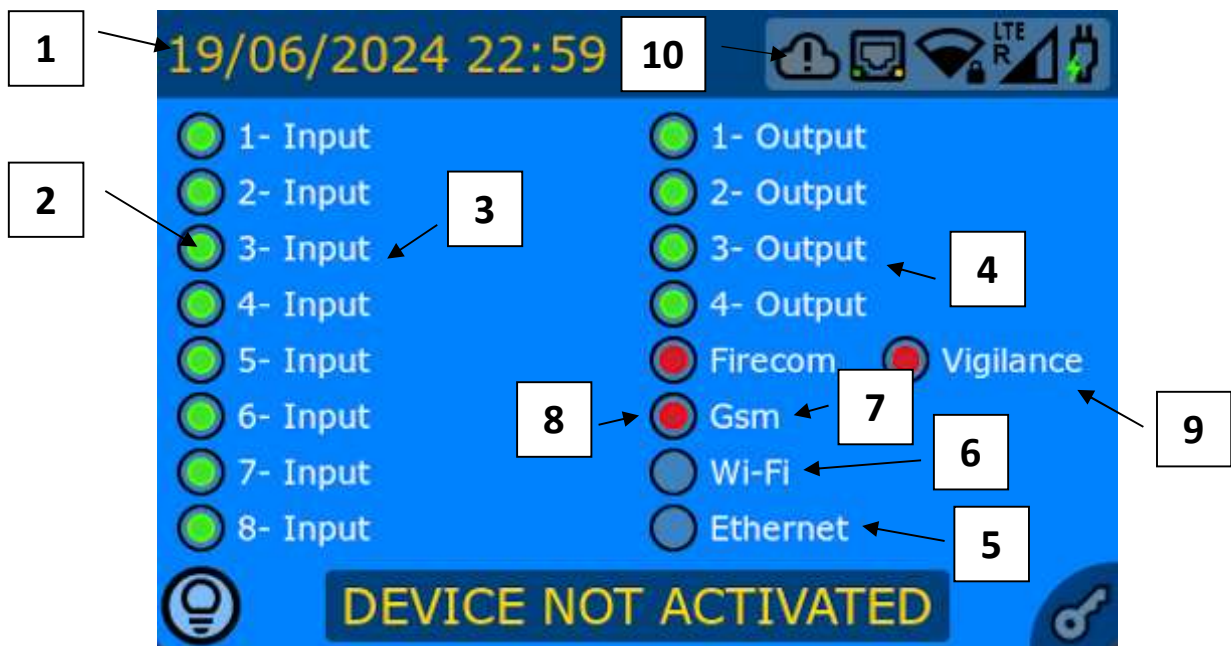 1
19/06/2024 22:59
10
LTE
R
1- Input
1- Output
2
2- Input
3
2- Output
3- Input
3- Output
4
4- Input
4- Output
5- Input
Firecom
Vigilance
6- Input
8
Gsm
7
9
7- Input
Wi-Fi
6
8- Input
Ethernet
5
DEVICE NOT ACTIVATED